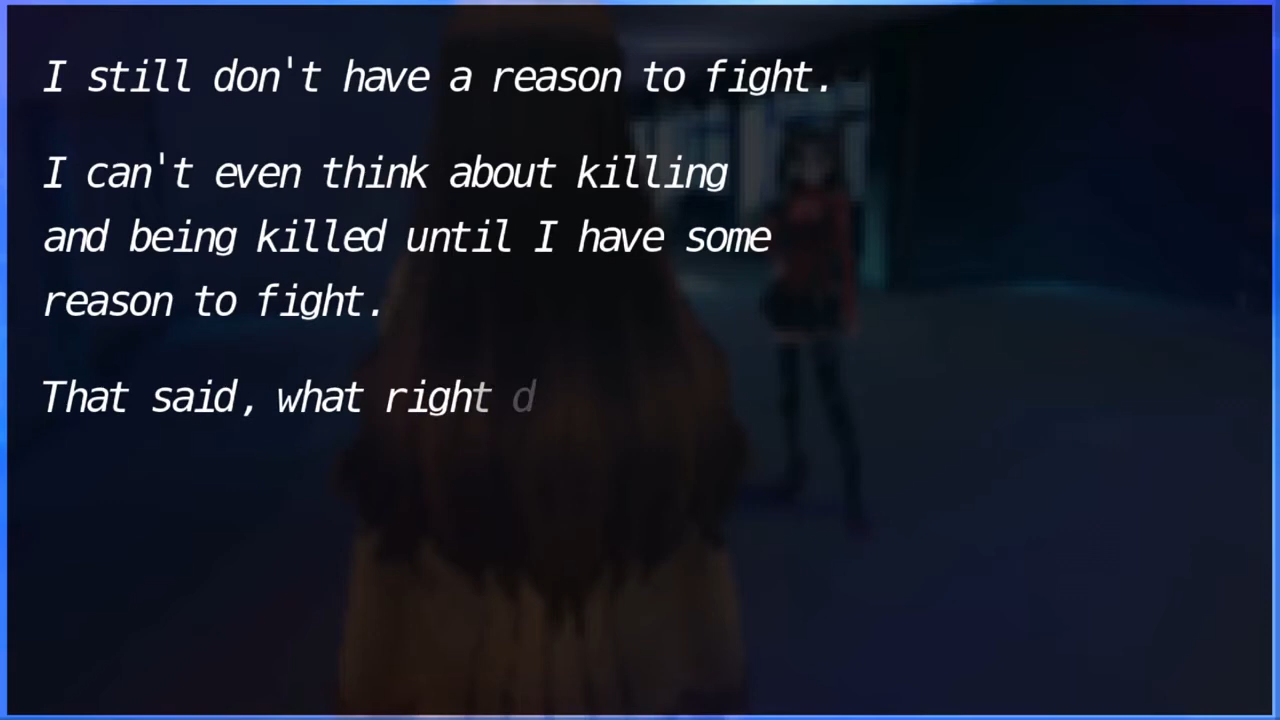 I still don't have a reason to fight.
I can't even think about killing
and being killed until I have some
reason to fight.
That said, what right d